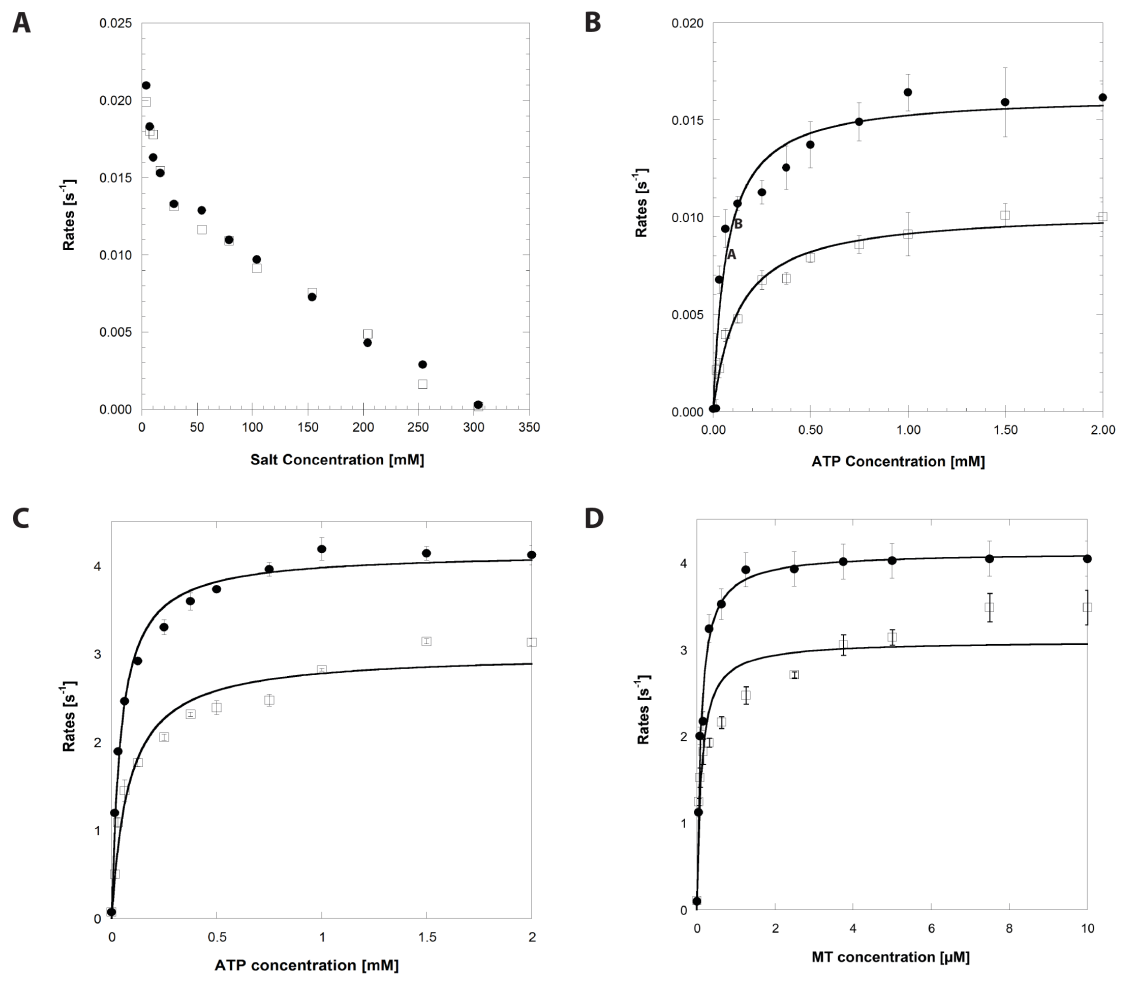 A
0.025
0.020
0.015
0.010
0.005
0.000
Rates [s⁻¹]
0 50 100 150 200 250 300 350
Salt Concentration [mM]
B
0.020
0.015
0.010
0.005
0.000
Rates [s⁻¹]
B
A
0.00 0.50 1.00 1.50 2.00
ATP Concentration [mM]
C
4
3
2
1
0
Rates [s⁻¹]
0 0.5 1 1.5 2
ATP concentration [mM]
D
4
3
2
1
0
Rates [s⁻¹]
0 2 4 6 8 10
MT concentration [µM]